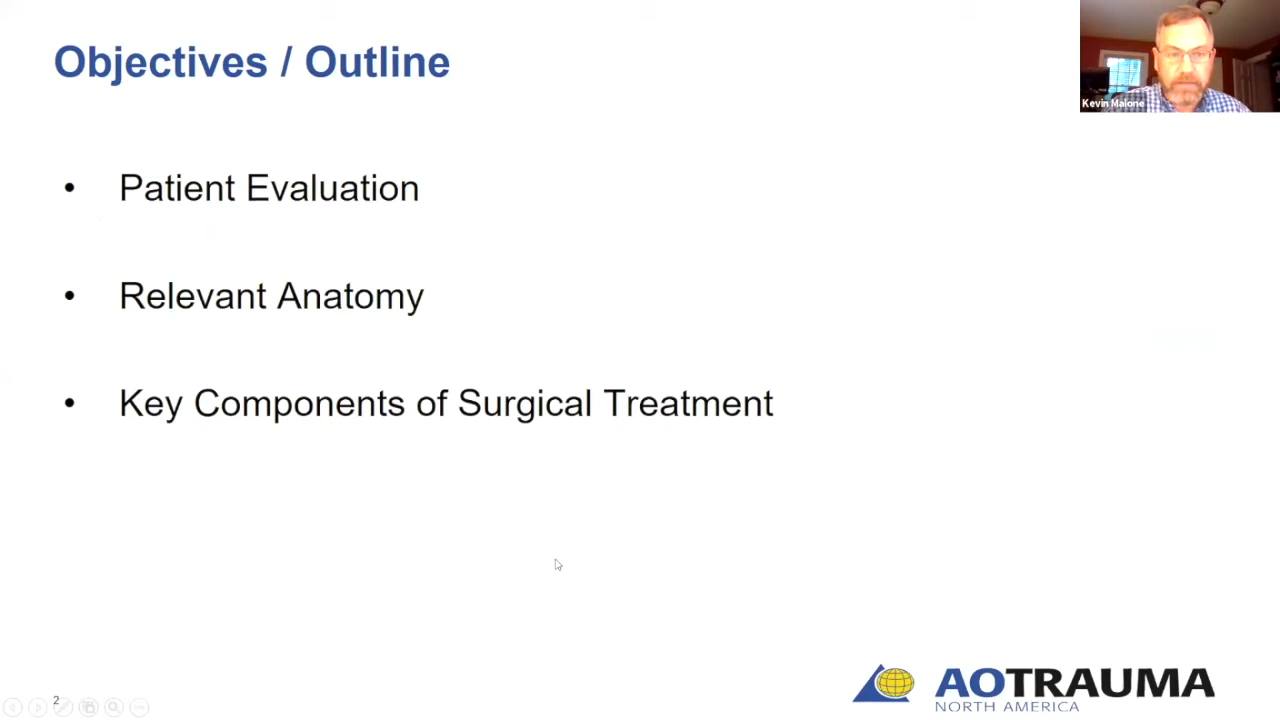 Objectives / Outline
Kevin Malone
• Patient Evaluation
• Relevant Anatomy
• Key Components of Surgical Treatment
2
AOTRAUMA
NORTH AMERICA